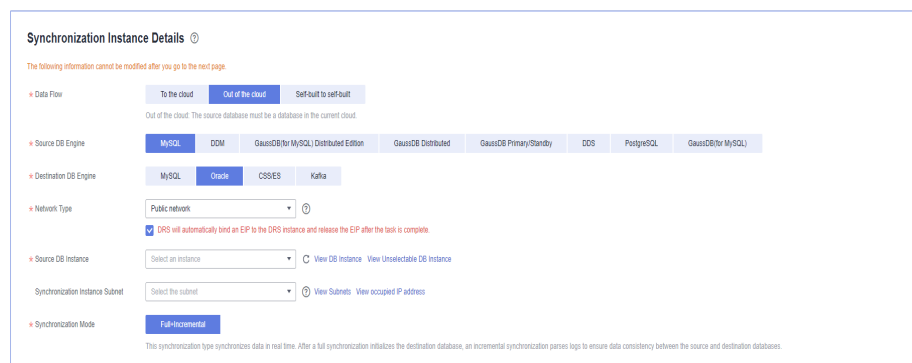 Synchronization Instance Details ?
The following information cannot be modified after you go to the next page.
* Data Flow To the cloud Out of the cloud Self-built to self-built
Out of the cloud: The source database must be a database in the current cloud.
* Source DB Engine MySQL DDM GaussDB(for MySQL) Distributed Edition GaussDB Distributed GaussDB Primary/Standby DDS PostgreSQL GaussDB(for MySQL)
* Destination DB Engine MySQL Oracle CSS/ES Kafka
* Network Type Public network ?
DRS will automatically bind an EIP to the DRS instance and release the EIP after the task is complete.
* Source DB Instance Select an instance View DB Instance View Unselectable DB Instance
Synchronization Instance Subnet Select the subnet ? View Subnets View occupied IP address
* Synchronization Mode Full+Incremental
This synchronization type synchronizes data in real time. After a full synchronization initializes the destination database, an incremental synchronization parses logs to ensure data consistency between the source and destination databases.